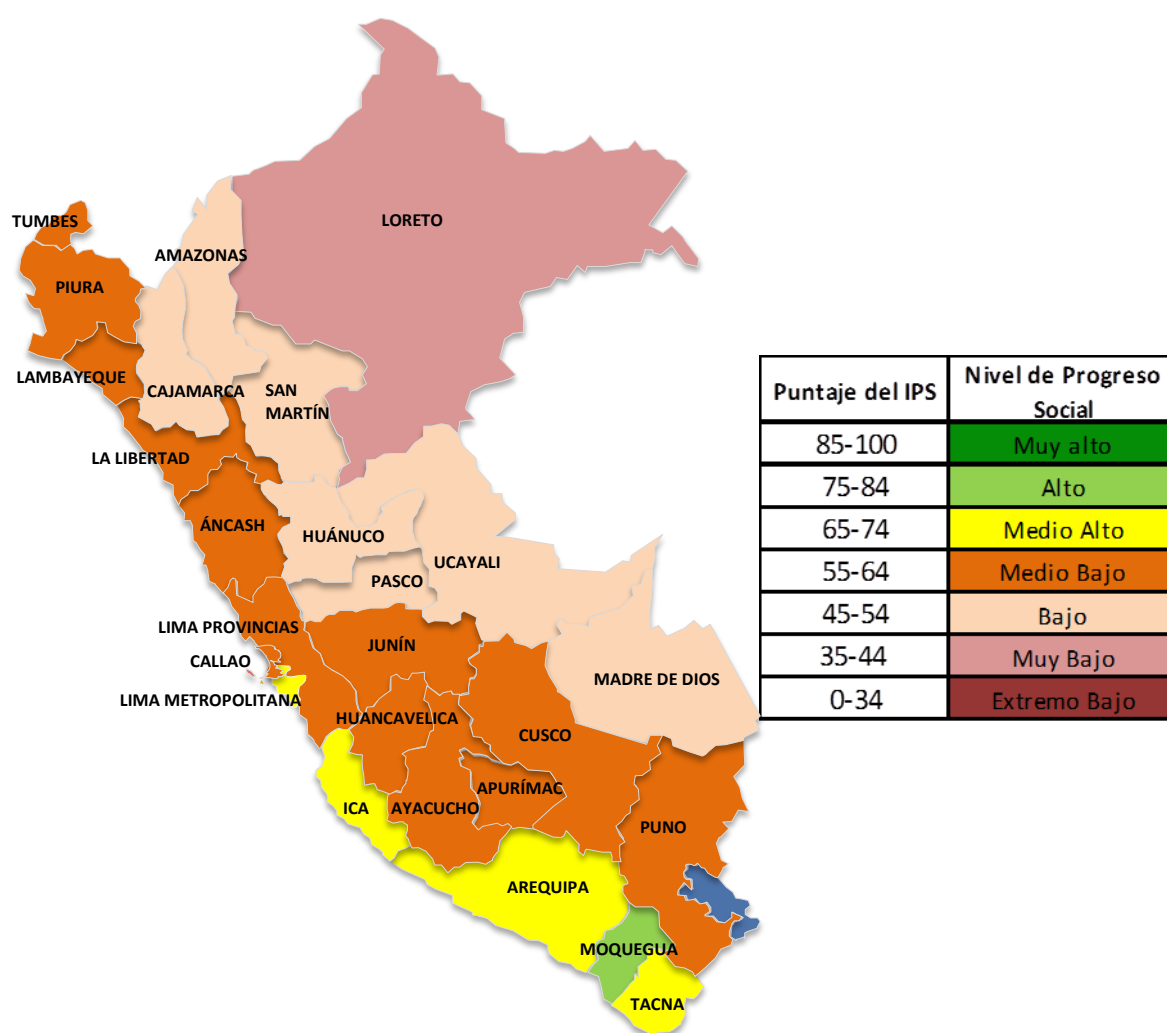 LORETO
TUMBES
AMAZONAS
PIURA
LAMBAYEQUE
CAJAMARCA
SAN
MARTÍN
LA LIBERTAD
ÁNCASH
HUÁNUCO
UCAYALI
PASCO
LIMA PROVINCIAS
JUNÍN
CALLAO
MADRE DE DIOS
LIMA METROPOLITANA
HUANCAVELICA
CUSCO
APURÍMAC
ICA
AYACUCHO
PUNO
AREQUIPA
MOQUEGUA
TACNA
Puntaje del IPS
Nivel de Progreso
Social
85-100 Muy alto
75-84 Alto
65-74 Medio Alto
55-64 Medio Bajo
45-54 Bajo
35-44 Muy Bajo
0-34 Extremo Bajo